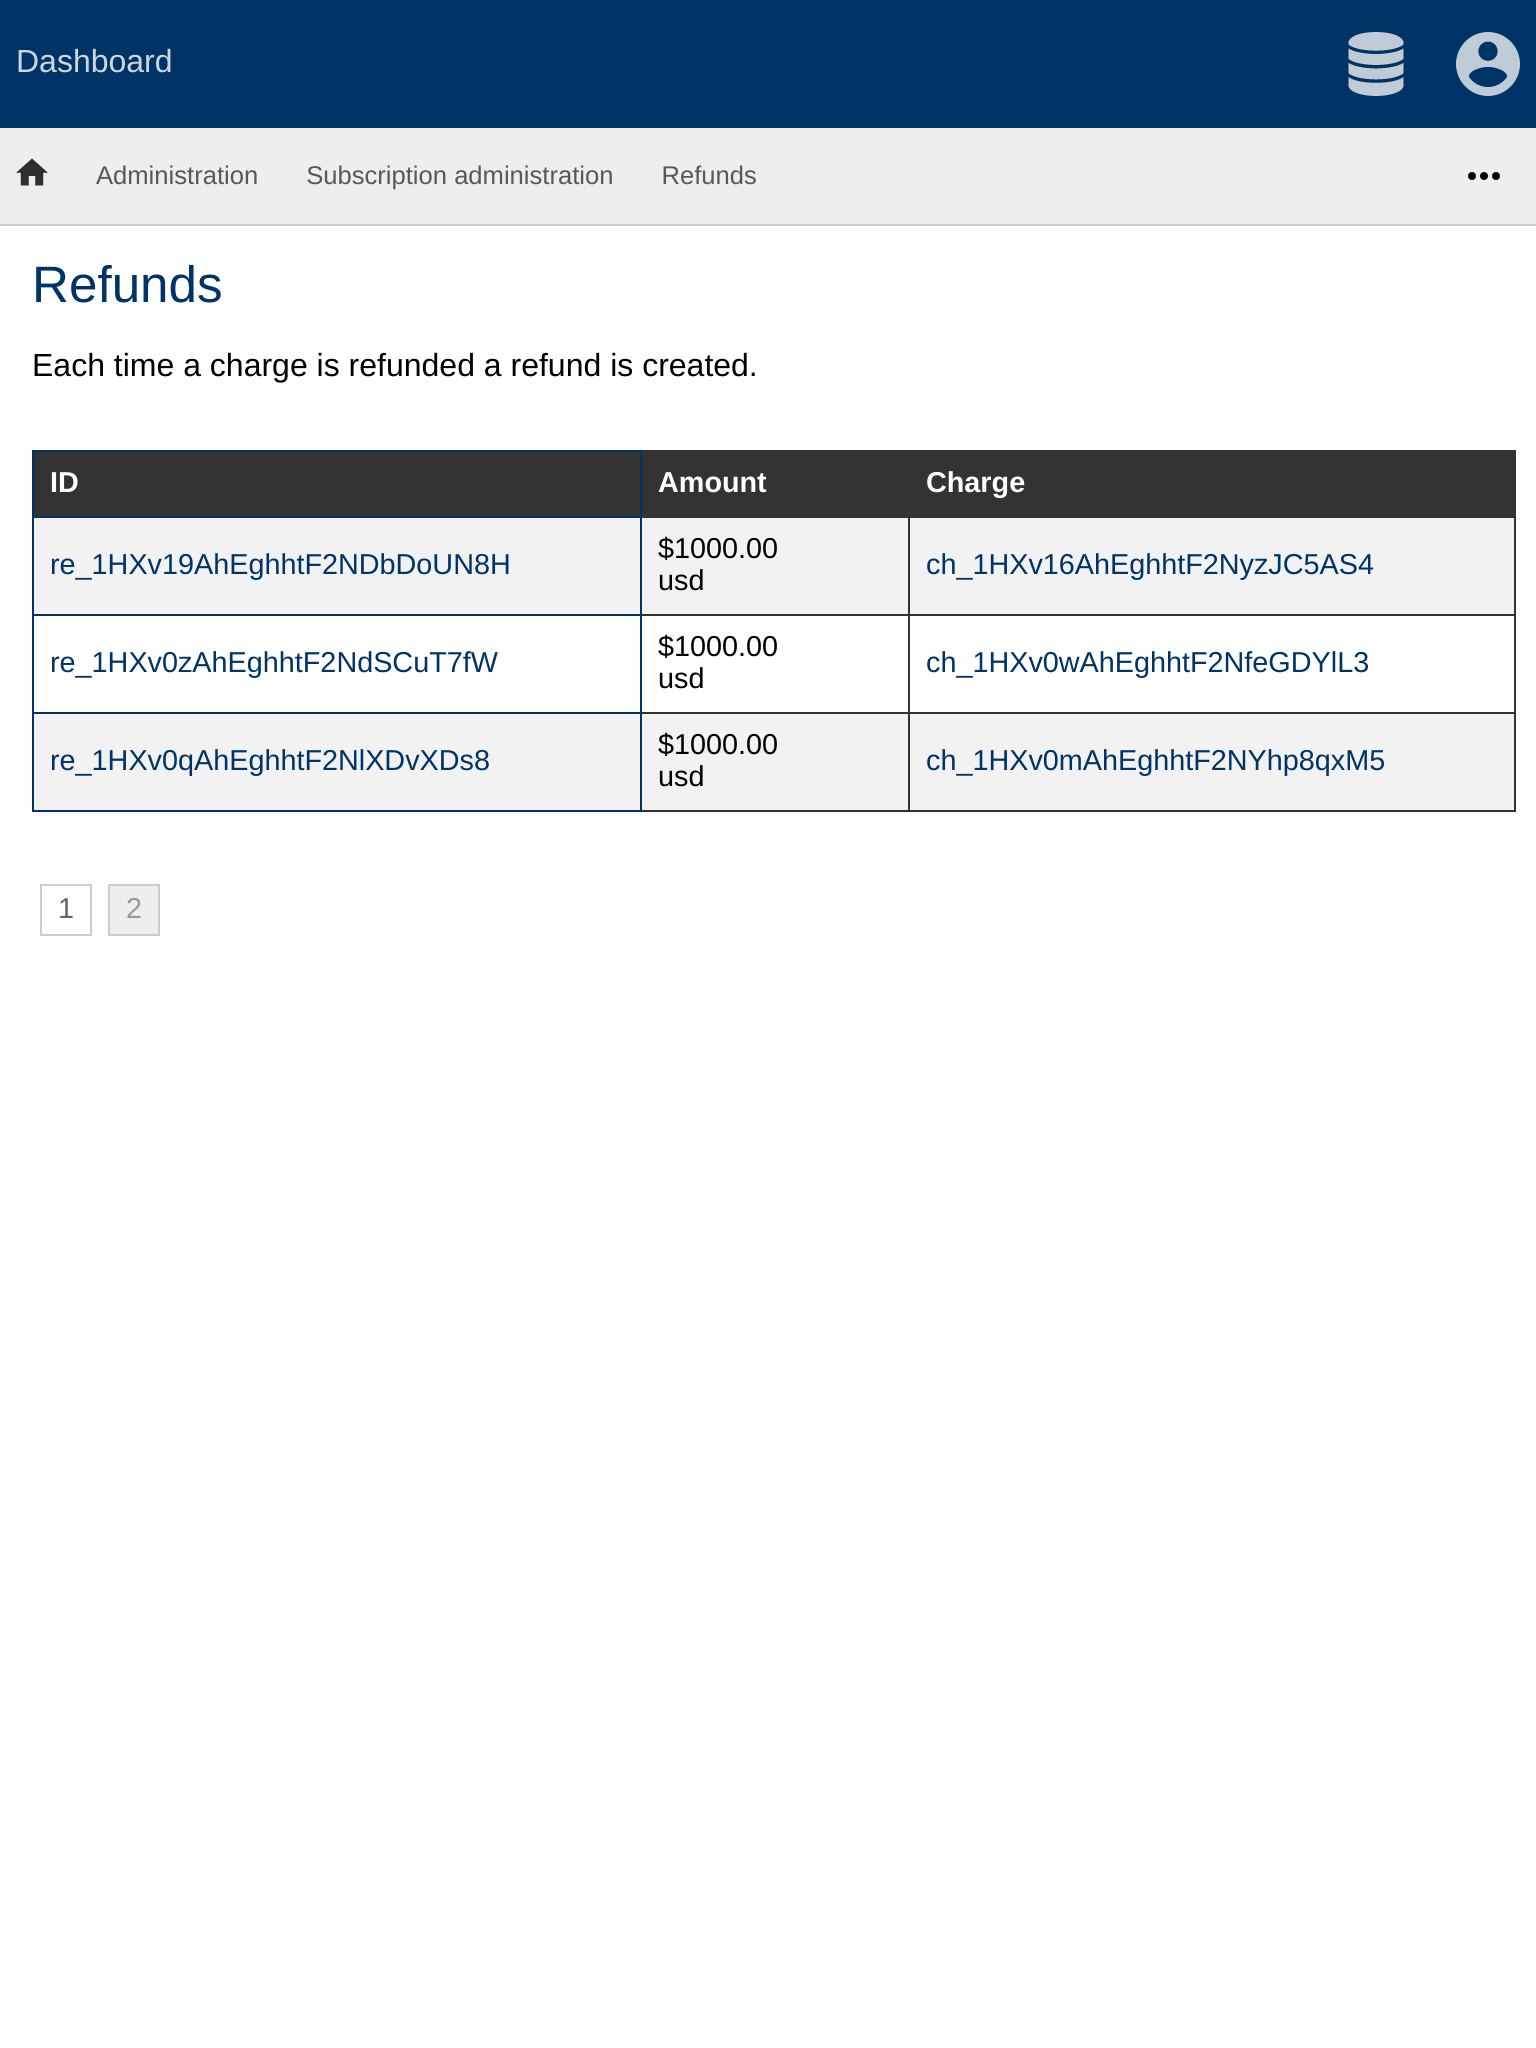 Dashboard
Administration Subscription administration Refunds
Refunds
Each time a charge is refunded a refund is created.
ID Amount Charge
re_1HXv19AhEghhtF2NDbDoUN8H $1000.00 usd ch_1HXv16AhEghhtF2NyzJC5AS4
re_1HXv0zAhEghhtF2NdSCuT7fW $1000.00 usd ch_1HXv0wAhEghhtF2NfeGDYlL3
re_1HXv0qAhEghhtF2NlXDvXDs8 $1000.00 usd ch_1HXv0mAhEghhtF2NYhp8qxM5
1 2